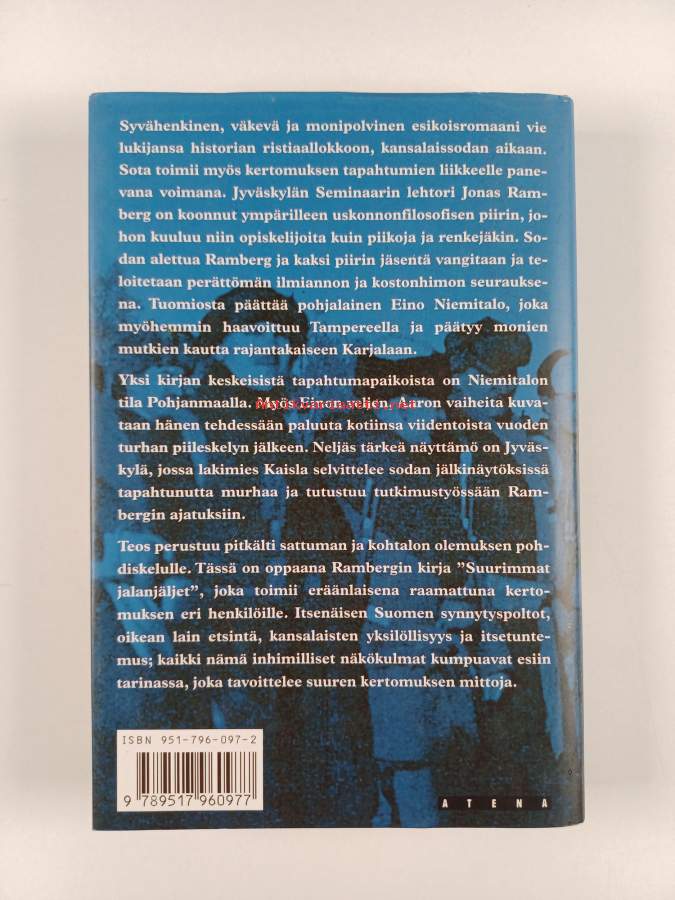 Syvähenkinen, väkevä ja monipolvinen esikoisromaani vie
lukijansa historian ristiaallokkoon, kansalaissodan aikaan.
Sota toimii myös kertomuksen tapahtumien liikkeelle pane-
vana voimana. Jyväskylän Seminaarin lehtori Jonas Ram-
berg on koonnut ympärilleen uskonnonfilosofisen piirin, jo-
hon kuuluu niin opiskelijoita kuin piikoja ja renkejäkin. So-
dan alettua Ramberg ja kaksi piirin jäsentä vangitaan ja te-
loitetaan perättömän ilmiannon ja kostonhimon seuraukse-
na. Tuomiosta päättää pohjalainen Eino Niemitalo, joka
myöhemmin haavoittuu Tampereella ja päätyy monien
mutkien kautta rajantakaiseen Karjalaan.
Yksi kirjan keskeisistä tapahtumapaikoista on Niemitalon
tila Pohjanmaalla. Myös Einon veljen, Aaron vaiheita kuva-
taan hänen tehdessään paluuta kotiinsa viidentoista vuoden
turhan piileskelyn jälkeen. Neljäs tärkeä näyttämö on Jyväs-
kylä, jossa lakimies Kaisla selvittelee sodan jälkinäytöksissä
tapahtunutta murhaa ja tutustuu tutkimustyössään Ram-
bergin ajatuksiin.
Teos perustuu pitkälti sattuman ja kohtalon olemuksen poh-
diskelulle. Tässä on oppaana Rambergin kirja ”Suurimmat
jalanjäljet”, joka toimii eräänlaisena raamattuna kerto-
muksen eri henkilöille. Itsenäisen Suomen synnytyspoltot,
oikean lain etsintä, kansalaisten yksilöllisyys ja itsetunte-
mus; kaikki nämä inhimilliset näkökulmat kumpuavat esiin
tarinassa, joka tavoittelee suuren kertomuksen mittoja.
ISBN 951-796-097-2
9 789517 960977
ATENA